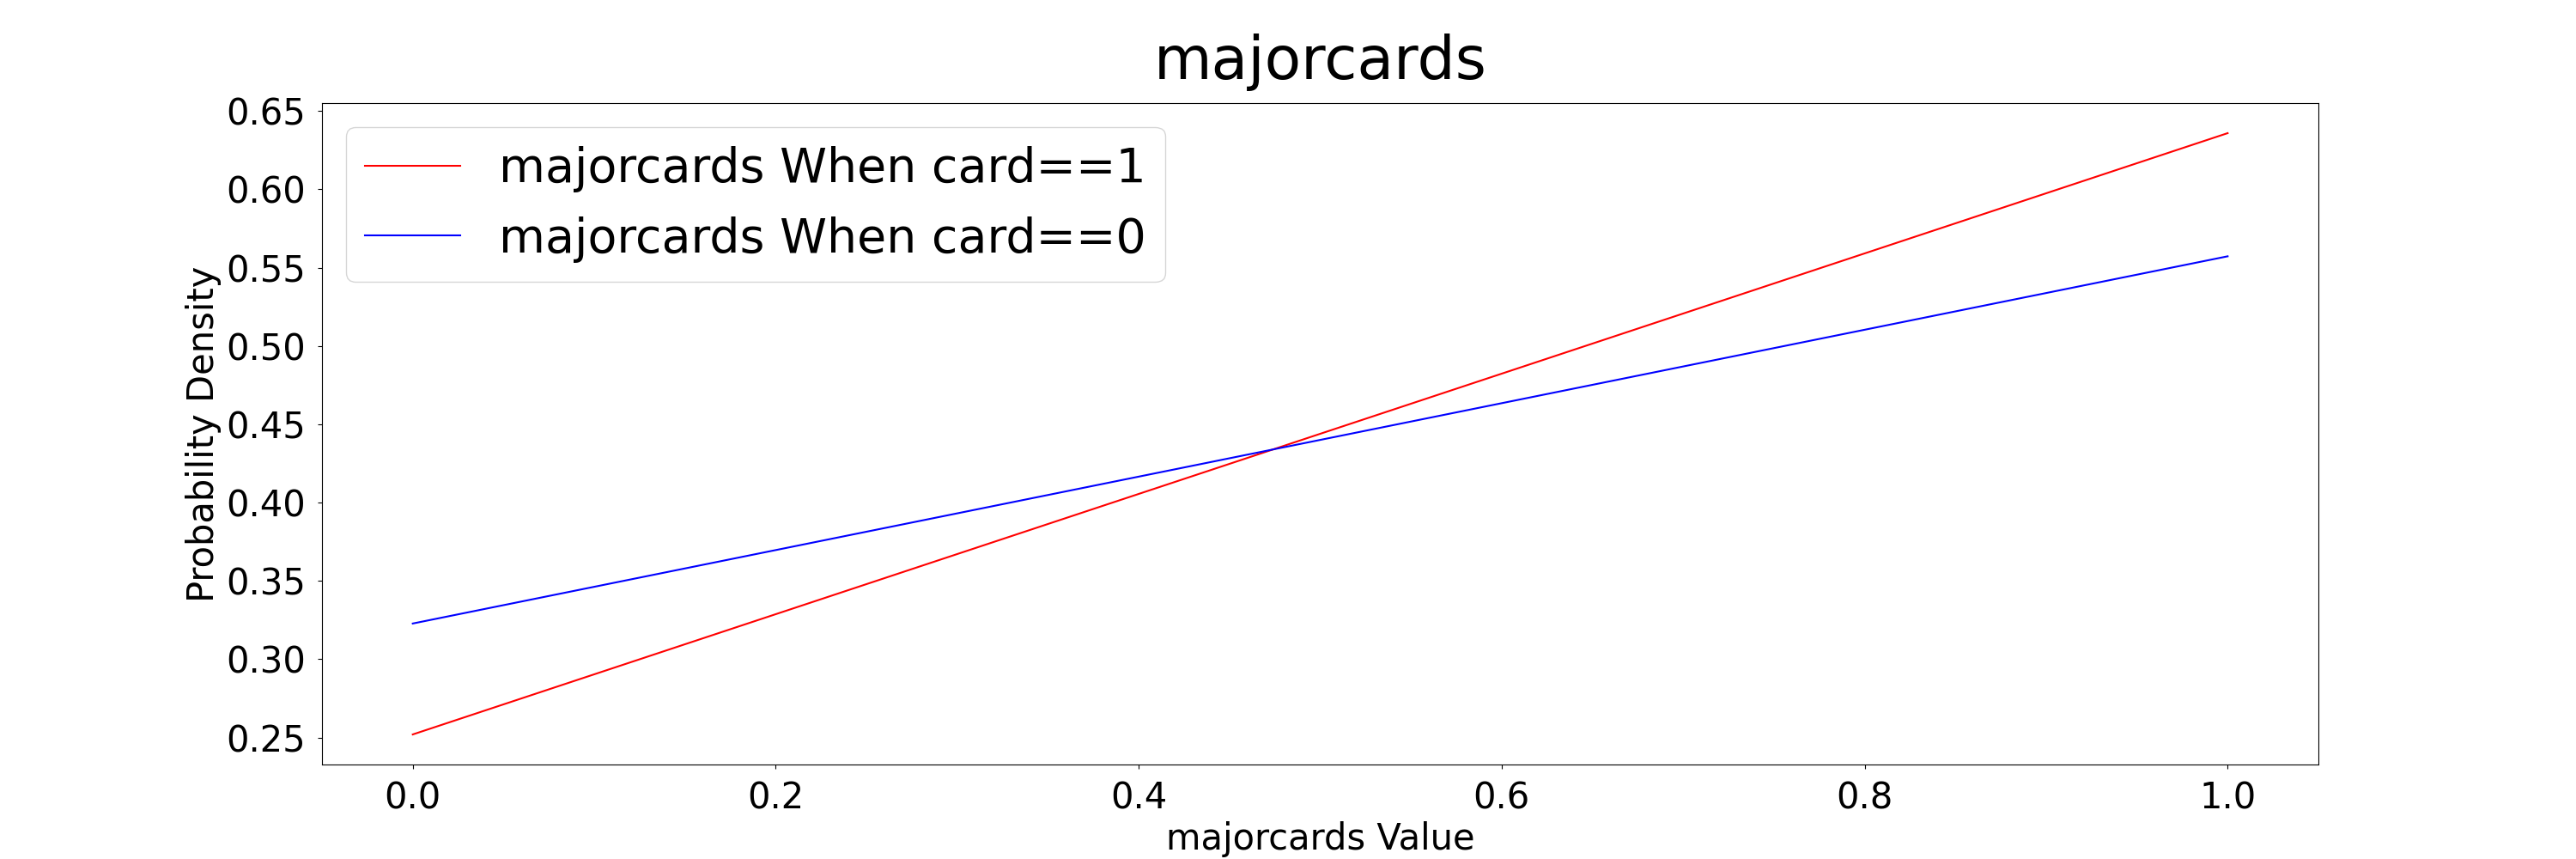 majorcards
0.65
0.60
0.55
0.50
0.45
0.40
0.35
0.30
0.25
Probability Density
majorcards When card==1
majorcards When card==0
0.0 0.2 0.4 0.6 0.8 1.0
majorcards Value